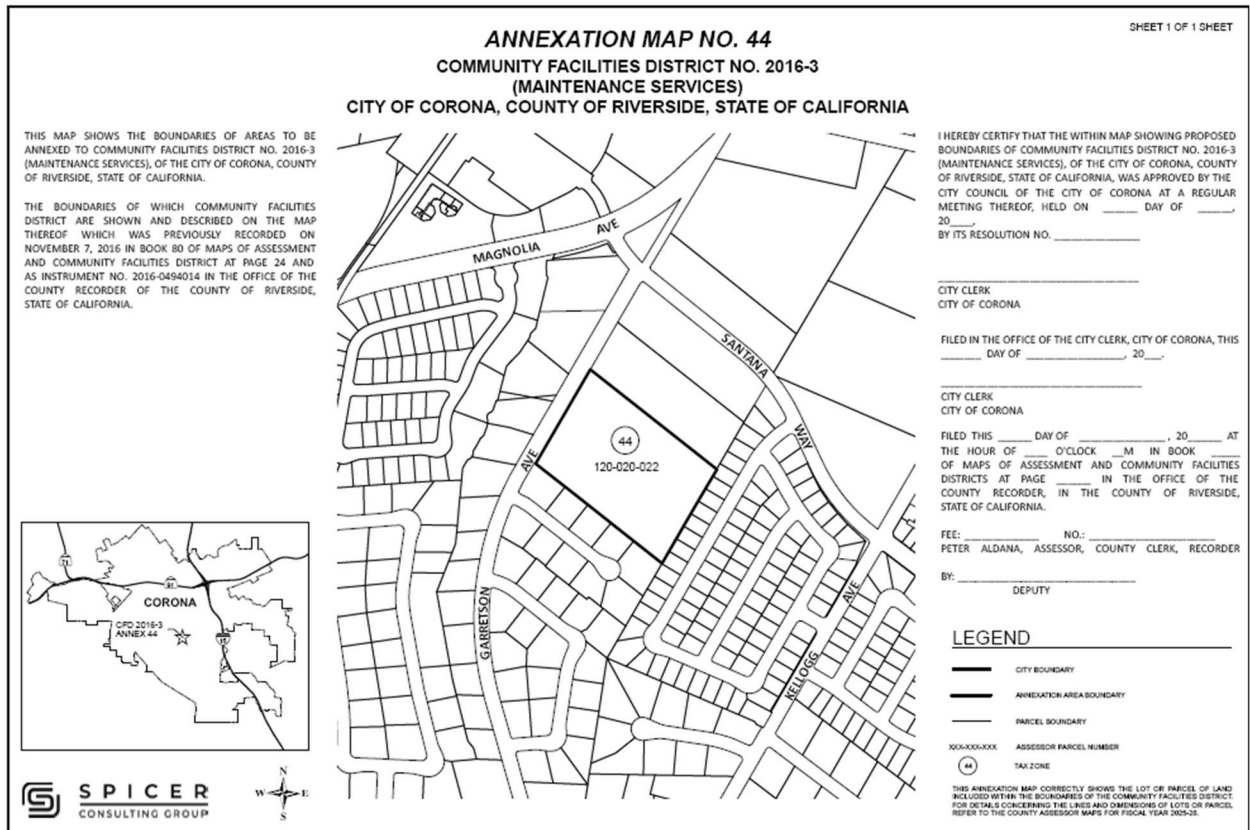 SHEET 1 OF 1 SHEET
ANNEXATION MAP NO. 44
COMMUNITY FACILITIES DISTRICT NO. 2016-3
(MAINTENANCE SERVICES)
CITY OF CORONA, COUNTY OF RIVERSIDE, STATE OF CALIFORNIA
THIS MAP SHOWS THE BOUNDARIES OF AREAS TO BE
ANNEXED TO COMMUNITY FACILITIES DISTRICT NO. 2016-3
(MAINTENANCE SERVICES), OF THE CITY OF CORONA, COUNTY
OF RIVERSIDE, STATE OF CALIFORNIA.
THE BOUNDARIES OF WHICH COMMUNITY FACILITIES
DISTRICT ARE SHOWN AND DESCRIBED ON THE MAP
THEREOF WHICH WAS PREVIOUSLY RECORDED ON
NOVEMBER 7, 2016 IN BOOK 80 OF MAPS OF ASSESSMENT
AND COMMUNITY FACILITIES DISTRICT AT PAGE 24 AND
AS INSTRUMENT NO. 2016-0494014 IN THE OFFICE OF THE
COUNTY RECORDER OF THE COUNTY OF RIVERSIDE,
STATE OF CALIFORNIA.
MAGNOLIA AVE
SANTANA WAY
44
120-020-022
GARRETSON AVE
KELLOGG AVE
I HEREBY CERTIFY THAT THE WITHIN MAP SHOWING PROPOSED
BOUNDARIES OF COMMUNITY FACILITIES DISTRICT NO. 2016-3
(MAINTENANCE SERVICES), OF THE CITY OF CORONA, COUNTY
OF RIVERSIDE, STATE OF CALIFORNIA, WAS APPROVED BY THE
CITY COUNCIL OF THE CITY OF CORONA AT A REGULAR
MEETING THEREOF, HELD ON ______ DAY OF ______,
20____,
BY ITS RESOLUTION NO. _______________
CITY CLERK
CITY OF CORONA
FILED IN THE OFFICE OF THE CITY CLERK, CITY OF CORONA, THIS
_______ DAY OF _________________, 20___.
CITY CLERK
CITY OF CORONA
FILED THIS ______ DAY OF _______________, 20______ AT
THE HOUR OF ____ O'CLOCK __M IN BOOK _____
OF MAPS OF ASSESSMENT AND COMMUNITY FACILITIES
DISTRICTS AT PAGE ______ IN THE OFFICE OF THE
COUNTY RECORDER, IN THE COUNTY OF RIVERSIDE,
STATE OF CALIFORNIA.
FEE: _____________ NO.: ______________________
PETER ALDANA, ASSESSOR, COUNTY CLERK, RECORDER
BY: _______________________________
DEPUTY
71
91
CORONA
CFD 2016-3
ANNEX 44
15
LEGEND
CITY BOUNDARY
ANNEXATION AREA BOUNDARY
PARCEL BOUNDARY
XXX-XXX-XXX ASSESSOR PARCEL NUMBER
44 TAX ZONE
THIS ANNEXATION MAP CORRECTLY SHOWS THE LOT OR PARCEL OF LAND
INCLUDED WITHIN THE BOUNDARIES OF THE COMMUNITY FACILITIES DISTRICT.
FOR DETAILS CONCERNING THE LINES AND DIMENSIONS OF LOTS OR PARCEL
REFER TO THE COUNTY ASSESSOR MAPS FOR FISCAL YEAR 2025-26.
SPICER
CONSULTING GROUP
N
W E
S